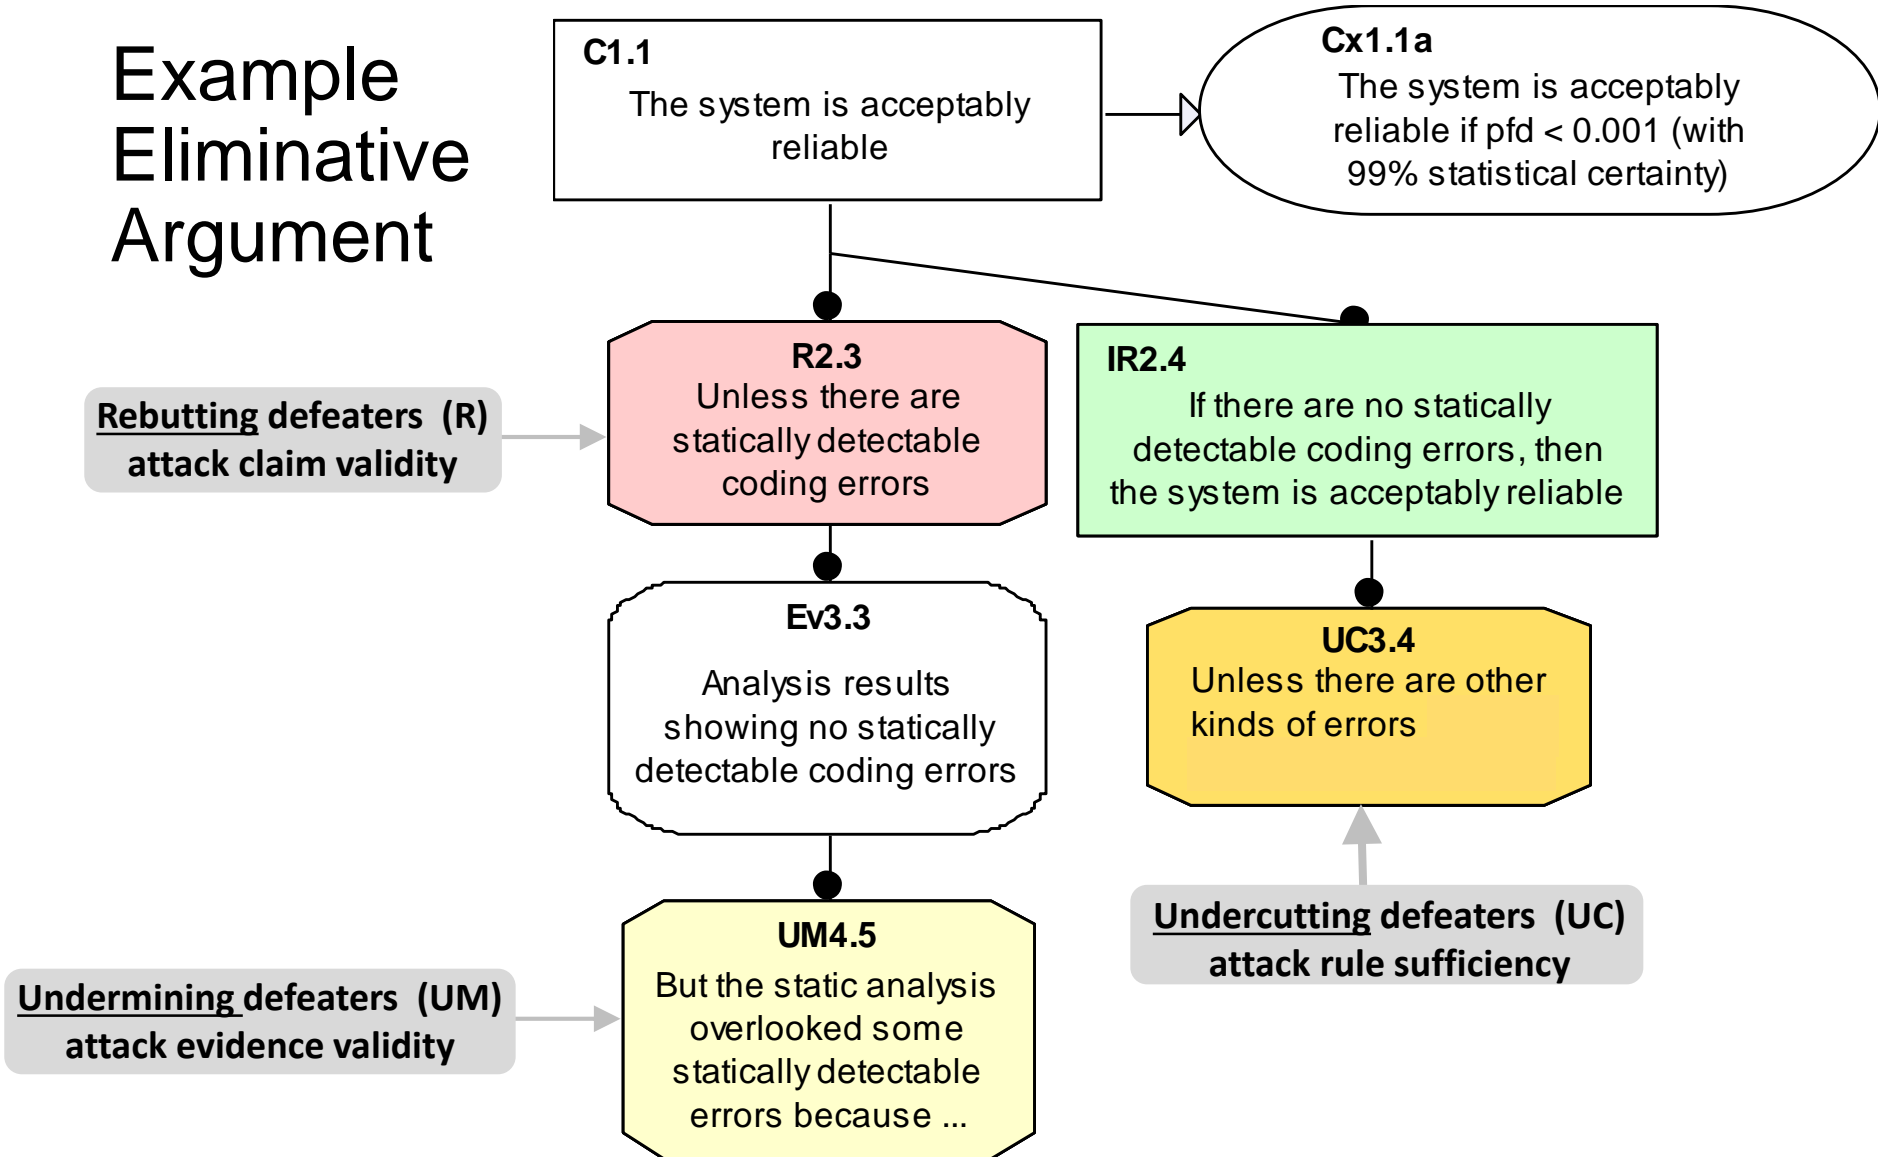 Example
Eliminative
Argument
C1.1
The system is acceptably
reliable
Cx1.1a
The system is acceptably
reliable if pfd < 0.001 (with
99% statistical certainty)
R2.3
Unless there are
statically detectable
coding errors
IR2.4
If there are no statically
detectable coding errors, then
the system is acceptably reliable
Rebutting defeaters (R)
attack claim validity
Ev3.3
Analysis results
showing no statically
detectable coding errors
UC3.4
Unless there are other
kinds of errors
UM4.5
But the static analysis
overlooked some
statically detectable
errors because ...
Undercutting defeaters (UC)
attack rule sufficiency
Undermining defeaters (UM)
attack evidence validity